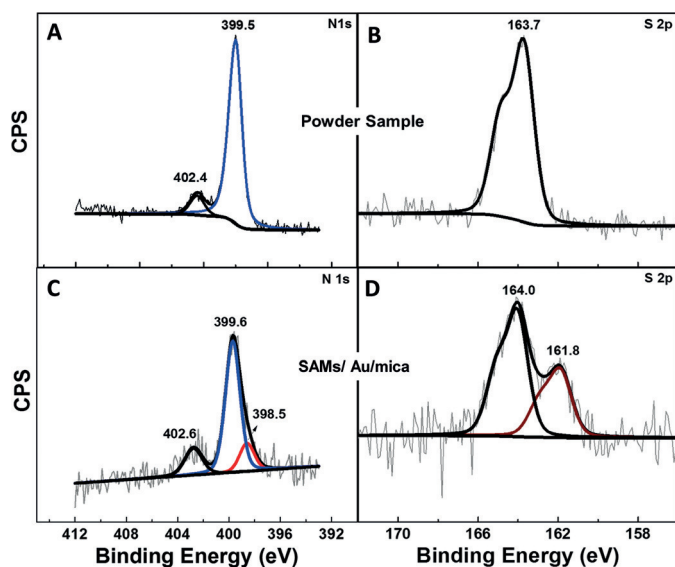 A
399.5
N1s
B
163.7
S 2p
CPS
Powder Sample
402.4
C
N 1s
D
S 2p
399.6
164.0
161.8
CPS
SAMs/ Au/mica
398.5
402.6
412 408 404 400 396 392
170 166 162 158
Binding Energy (eV)
Binding Energy (eV)